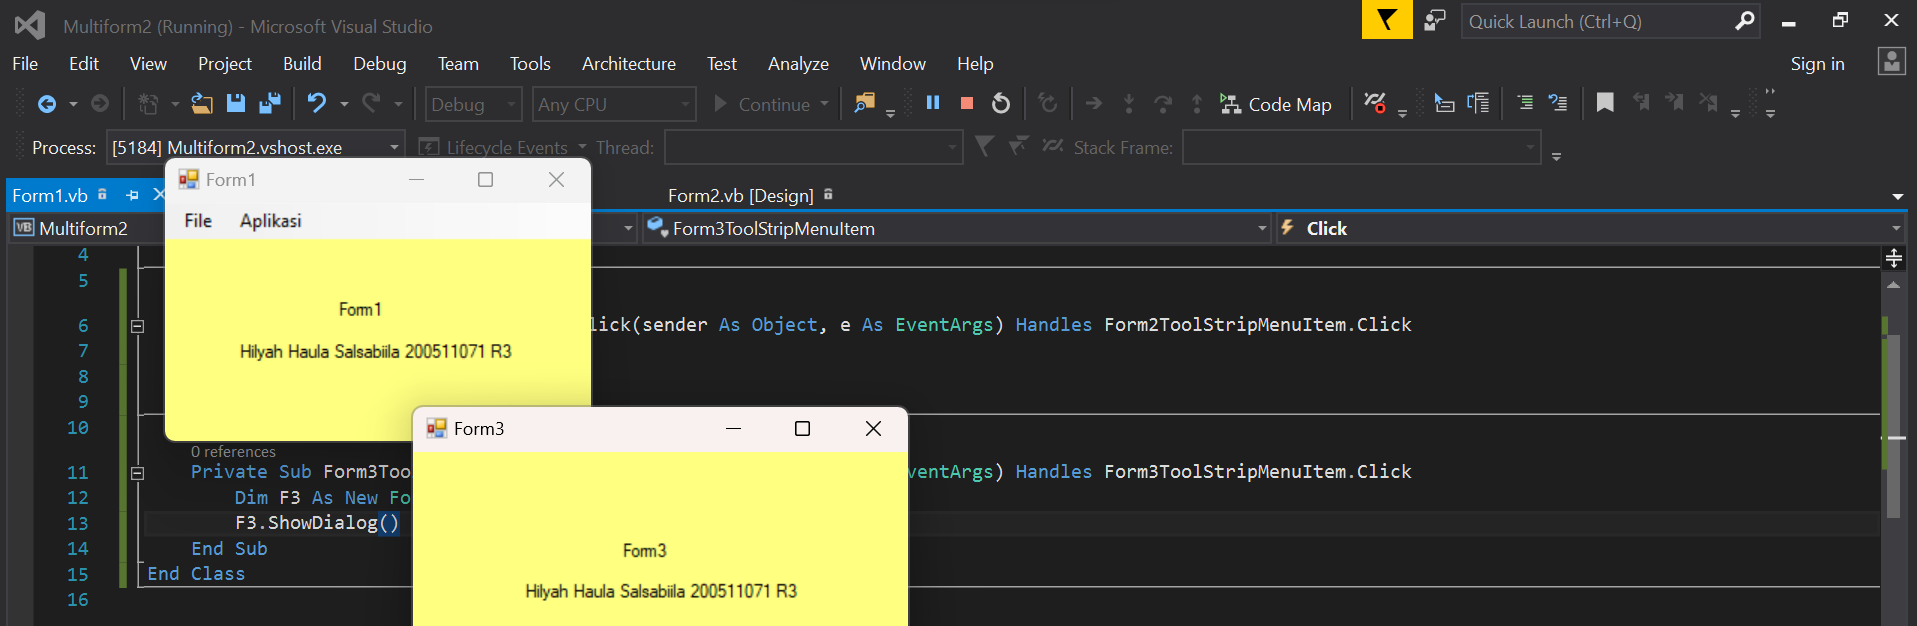 Multiform2 (Running) - Microsoft Visual Studio
Quick Launch (Ctrl+Q)
File Edit View Project Build Debug Team Tools Architecture Test Analyze Window Help
Sign in
Debug Any CPU Continue Code Map
Process: [5184] Multiform2.vshost.exe Lifecycle Events Thread: Stack Frame:
Form1.vb
Form2.vb [Design]
VB Multiform2
Form3ToolStripMenuItem
Click
Form1
File Aplikasi
Form1
Hilyah Haula Salsabiila 200511071 R3
4
5
6 lick(sender As Object, e As EventArgs) Handles Form2ToolStripMenuItem.Click
7
8
9
10
0 references
11 Private Sub Form3Too ventArgs) Handles Form3ToolStripMenuItem.Click
12 Dim F3 As New Fo
13 F3.ShowDialog()
14 End Sub
15 End Class
16
Form3
Form3
Hilyah Haula Salsabiila 200511071 R3